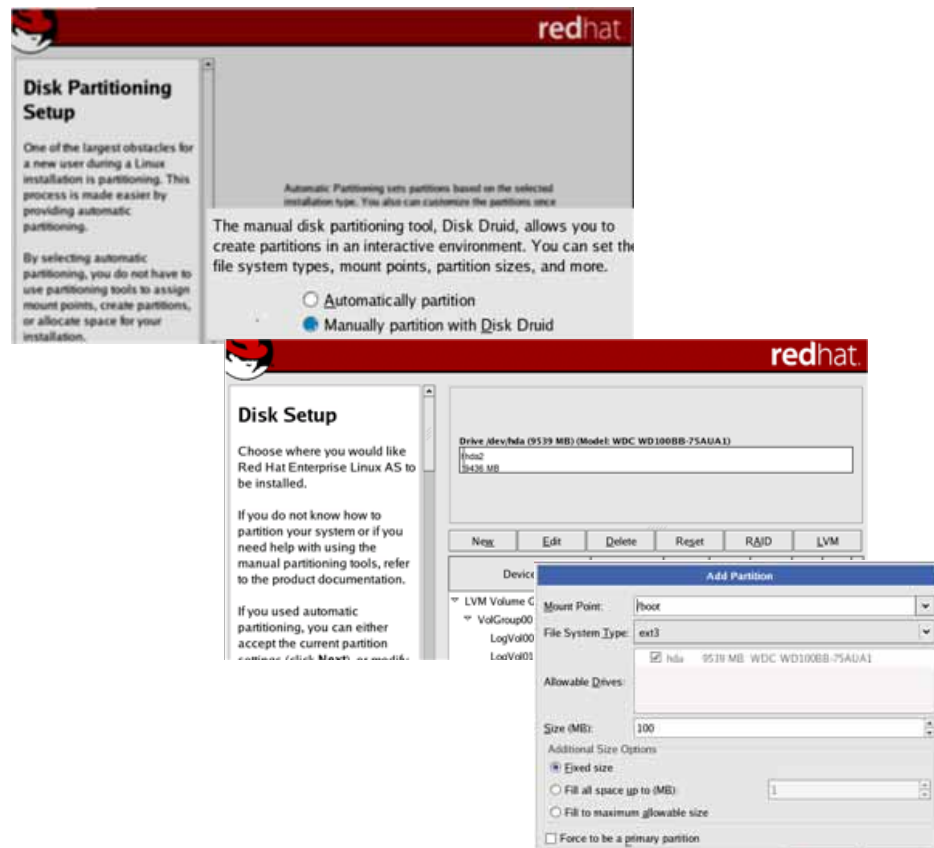 redhat
Disk Partitioning
Setup
One of the largest obstacles for
a new user during a Linux
installation is partitioning. This
process is made easier by
providing automatic
partitioning.
By selecting automatic
partitioning, you do not have to
use partitioning tools to assign
mount points, create partitions,
or allocate space for your
installation.
Automatic Partitioning sets partitions based on the selected
installation type. You also can customize the partitions once
The manual disk partitioning tool, Disk Druid, allows you to
create partitions in an interactive environment. You can set the
file system types, mount points, partition sizes, and more.
Automatically partition
Manually partition with Disk Druid
redhat.
Disk Setup
Choose where you would like
Red Hat Enterprise Linux AS to
be installed.
If you do not know how to
partition your system or if you
need help with using the
manual partitioning tools, refer
to the product documentation.
If you used automatic
partitioning, you can either
accept the current partition
settings (click Next), or modify
Drive /dev/hda (9539 MB) (Model: WDC WD100BB-75AUA1)
hda2
9436 MB
New Edit Delete Reset RAID LVM
Device
LVM Volume G
VolGroup00
LogVol00
LogVol01
Add Partition
Mount Point: /boot
File System Type: ext3
Allowable Drives: hda 9539 MB WDC WD100BB-75AUA1
Size (MB): 100
Additional Size Options
Fixed size
Fill all space up to (MB): 1
Fill to maximum allowable size
Force to be a primary partition